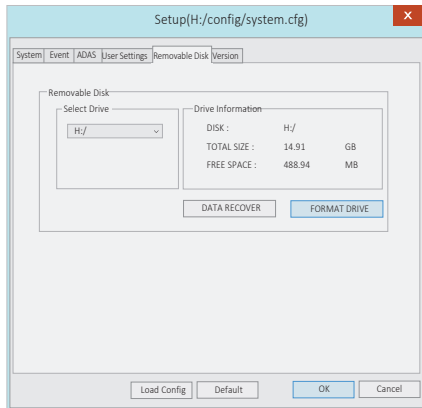 Setup(H:/config/system.cfg)
x
System Event ADAS User Settings Removable Disk Version
Removable Disk
Select Drive
H:/
Drive Information
DISK : H:/
TOTAL SIZE : 14.91 GB
FREE SPACE : 488.94 MB
DATA RECOVER FORMAT DRIVE
Load Config Default OK Cancel